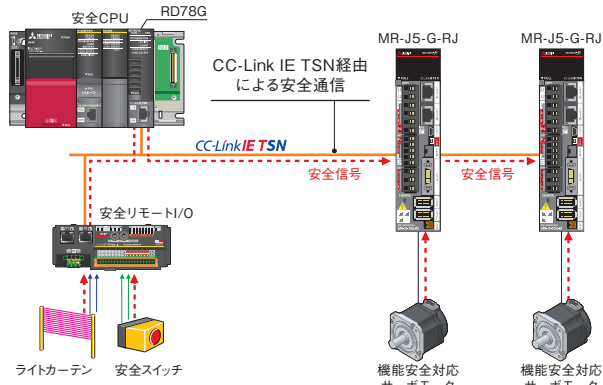 安全CPU
RD78G
MR-J5-G-RJ
MR-J5-G-RJ
CC-Link IE TSN経由
による安全通信
CC-Link IE TSN
安全信号
安全信号
安全リモートI/O
ライトカーテン
安全スイッチ
機能安全対応
機能安全対応